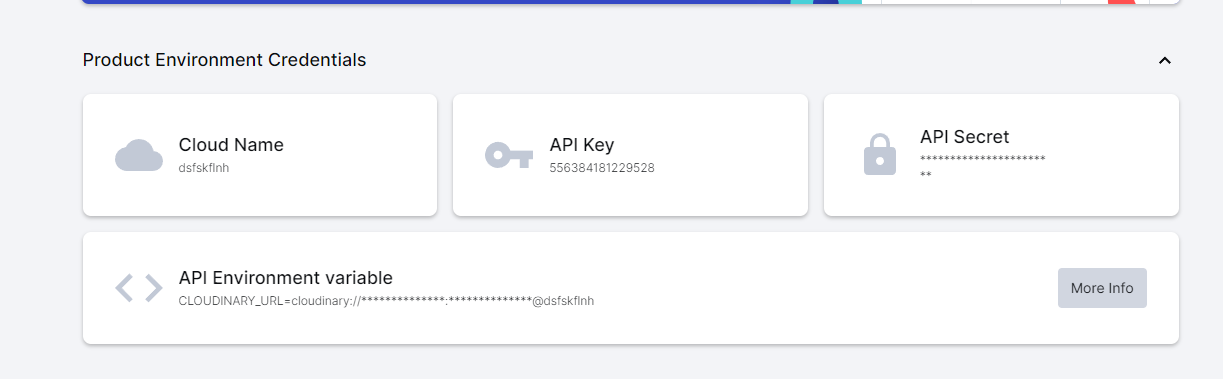 Product Environment Credentials
Cloud Name
dsfskflnh
API Key
556384181229528
API Secret
*********************
**
API Environment variable
CLOUDINARY_URL=cloudinary://**************:**************@dsfskflnh
More Info